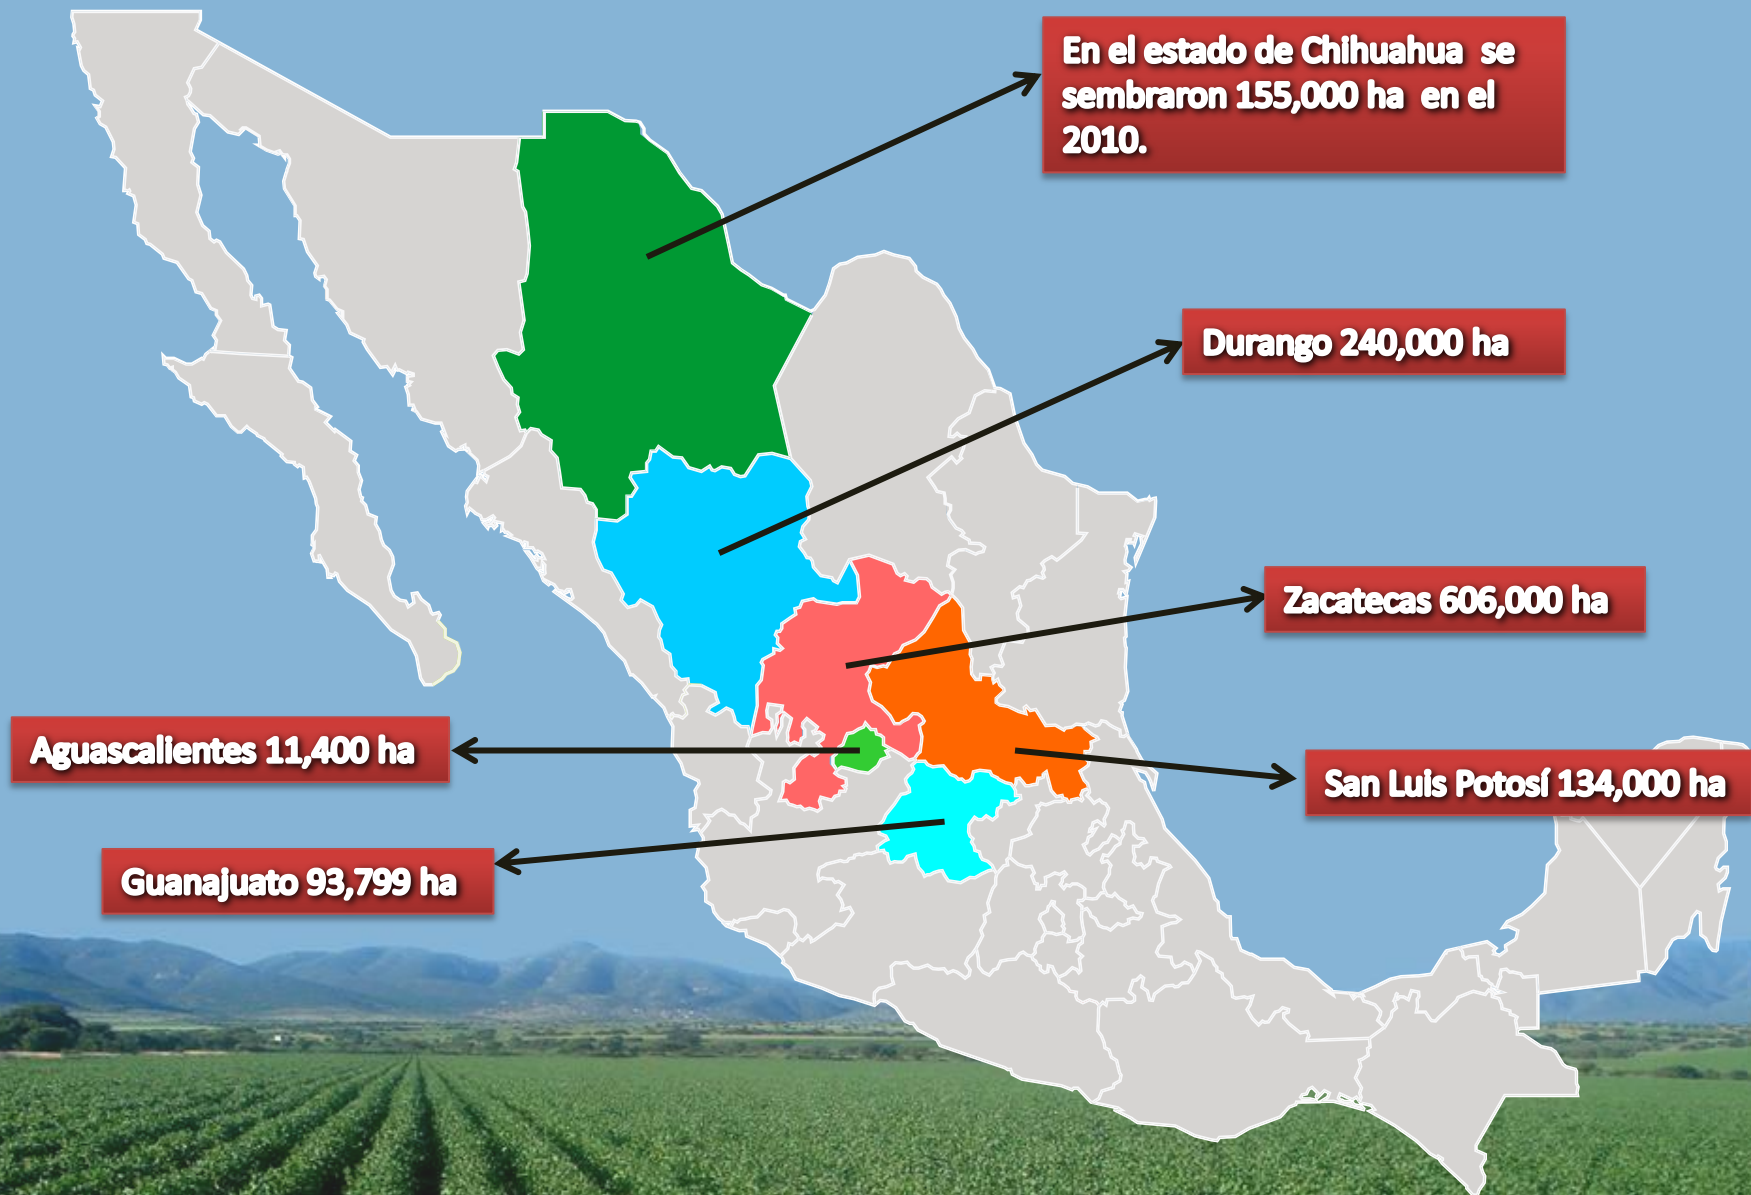 En el estado de Chihuahua  se
sembraron 155,000 ha  en el
2010.
Durango 240,000 ha
Zacatecas 606,000 ha
Aguascalientes 11,400 ha
San Luis Potosí 134,000 ha
Guanajuato 93,799 ha